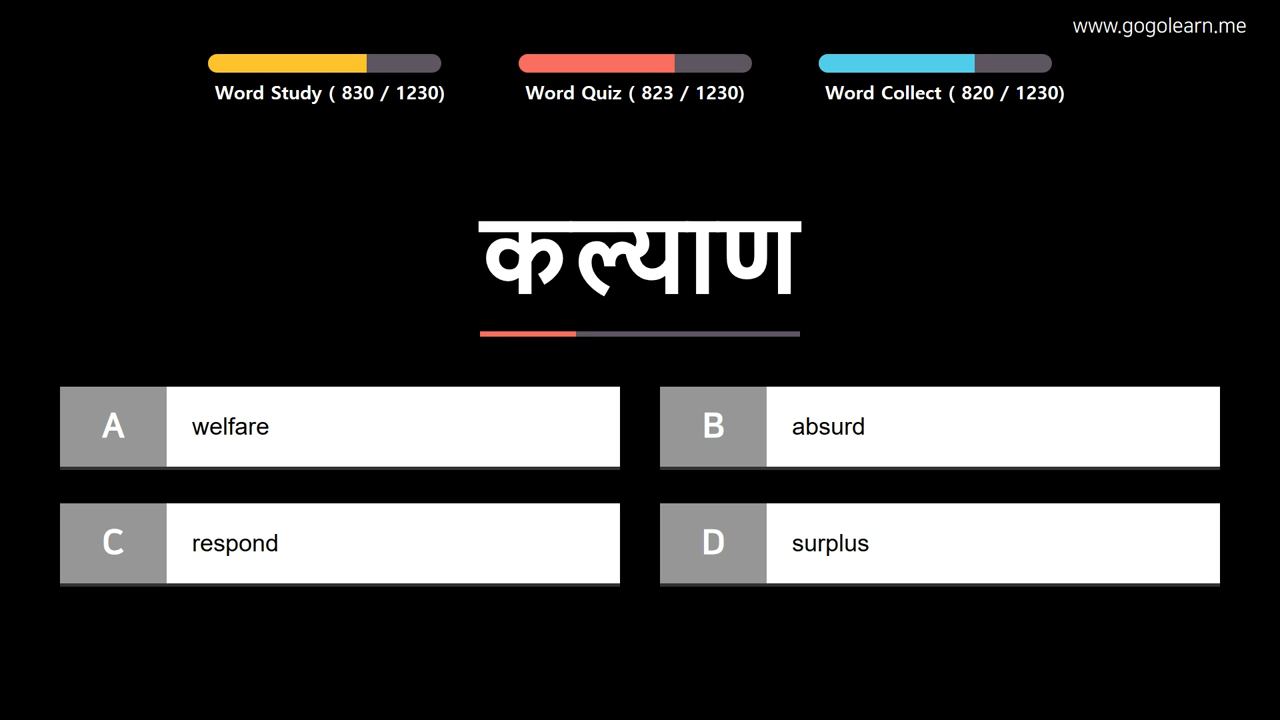 www.gogolearn.me
Word Study ( 830 / 1230)
Word Quiz ( 823 / 1230)
Word Collect ( 820 / 1230)
कल्याण
A welfare
B absurd
C respond
D surplus